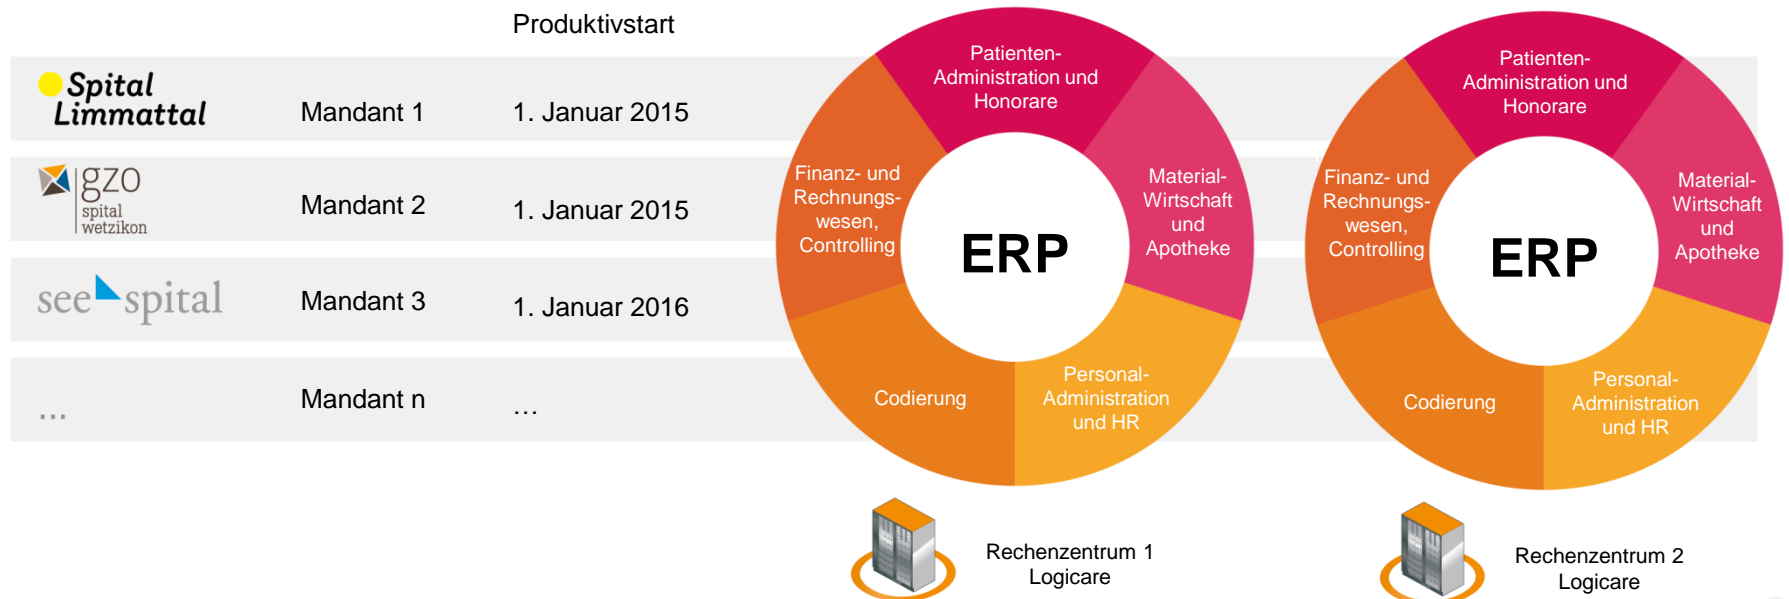 Produktivstart
Spital
Limmattal
Mandant 1
1. Januar 2015
gzo
spital
wetzikon
Mandant 2
1. Januar 2015
see spital
Mandant 3
1. Januar 2016
...
Mandant n
...
Patienten-
Administration und
Honorare
Finanz- und
Rechnungs-
wesen,
Controlling
Material-
Wirtschaft
und
Apotheke
ERP
Codierung
Personal-
Administration
und HR
Rechenzentrum 1
Logicare
Patienten-
Administration und
Honorare
Finanz- und
Rechnungs-
wesen,
Controlling
Material-
Wirtschaft
und
Apotheke
ERP
Codierung
Personal-
Administration
und HR
Rechenzentrum 2
Logicare